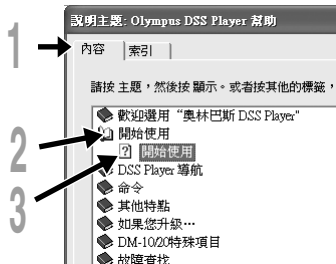 說明主題: Olympus DSS Player 幫助
1
內容 索引
請按 主題，然後按 顯示。或者按其他的標籤，
歡迎選用“奧林巴斯 DSS Player"
2
開始使用
開始使用
3
DSS Player 導航
命令
其他特點
如果您升級…
DM-10/20特殊項目
故障查找